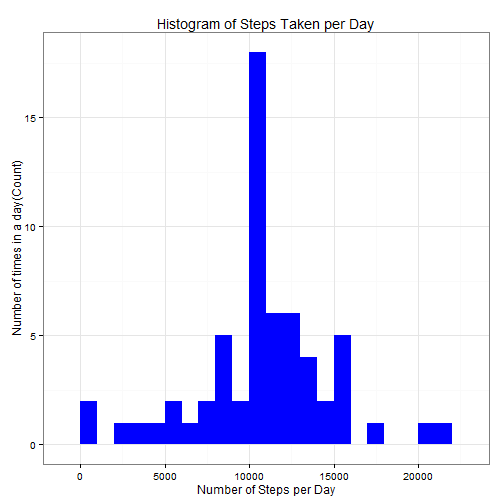 Histogram of Steps Taken per Day
Number of times in a day(Count)
15
10
5
0
0 5000 10000 15000 20000
Number of Steps per Day